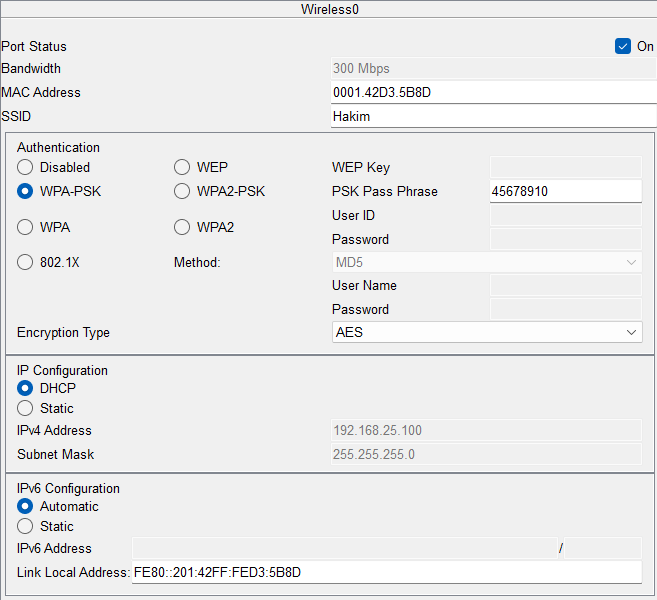 Wireless0
Port Status On
Bandwidth 300 Mbps
MAC Address 0001.42D3.5B8D
SSID Hakim
Authentication
Disabled WEP WEP Key
WPA-PSK WPA2-PSK PSK Pass Phrase 45678910
User ID
WPA WPA2
Password
802.1X Method: MD5
User Name
Password
Encryption Type AES
IP Configuration
DHCP
Static
IPv4 Address 192.168.25.100
Subnet Mask 255.255.255.0
IPv6 Configuration
Automatic
Static
IPv6 Address /
Link Local Address: FE80::201:42FF:FED3:5B8D